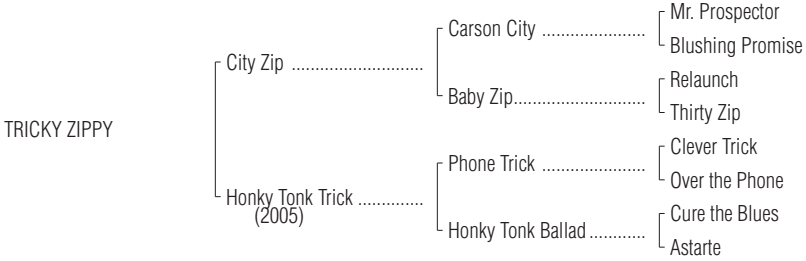 Mr. Prospector
Carson City ......................
Blushing Promise
City Zip ............................
Relaunch
Baby Zip............................
Thirty Zip
TRICKY ZIPPY
Clever Trick
Phone Trick ......................
Over the Phone
Honky Tonk Trick ..............
(2005)
Cure the Blues
Honky Tonk Ballad............
Astarte